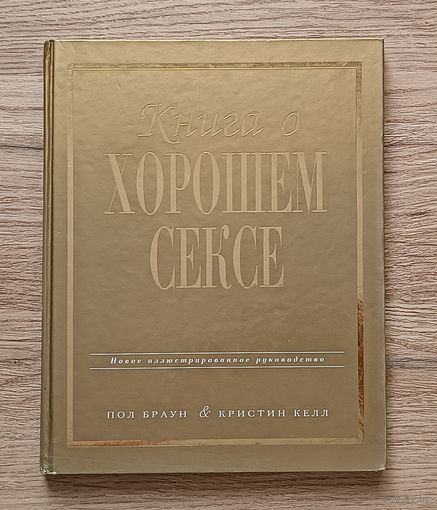 Книга о
ХОРОШЕМ
СЕКСЕ
Новое иллюстрированное руководство
ПОЛ БРАУН & КРИСТИН КЕЛЛ